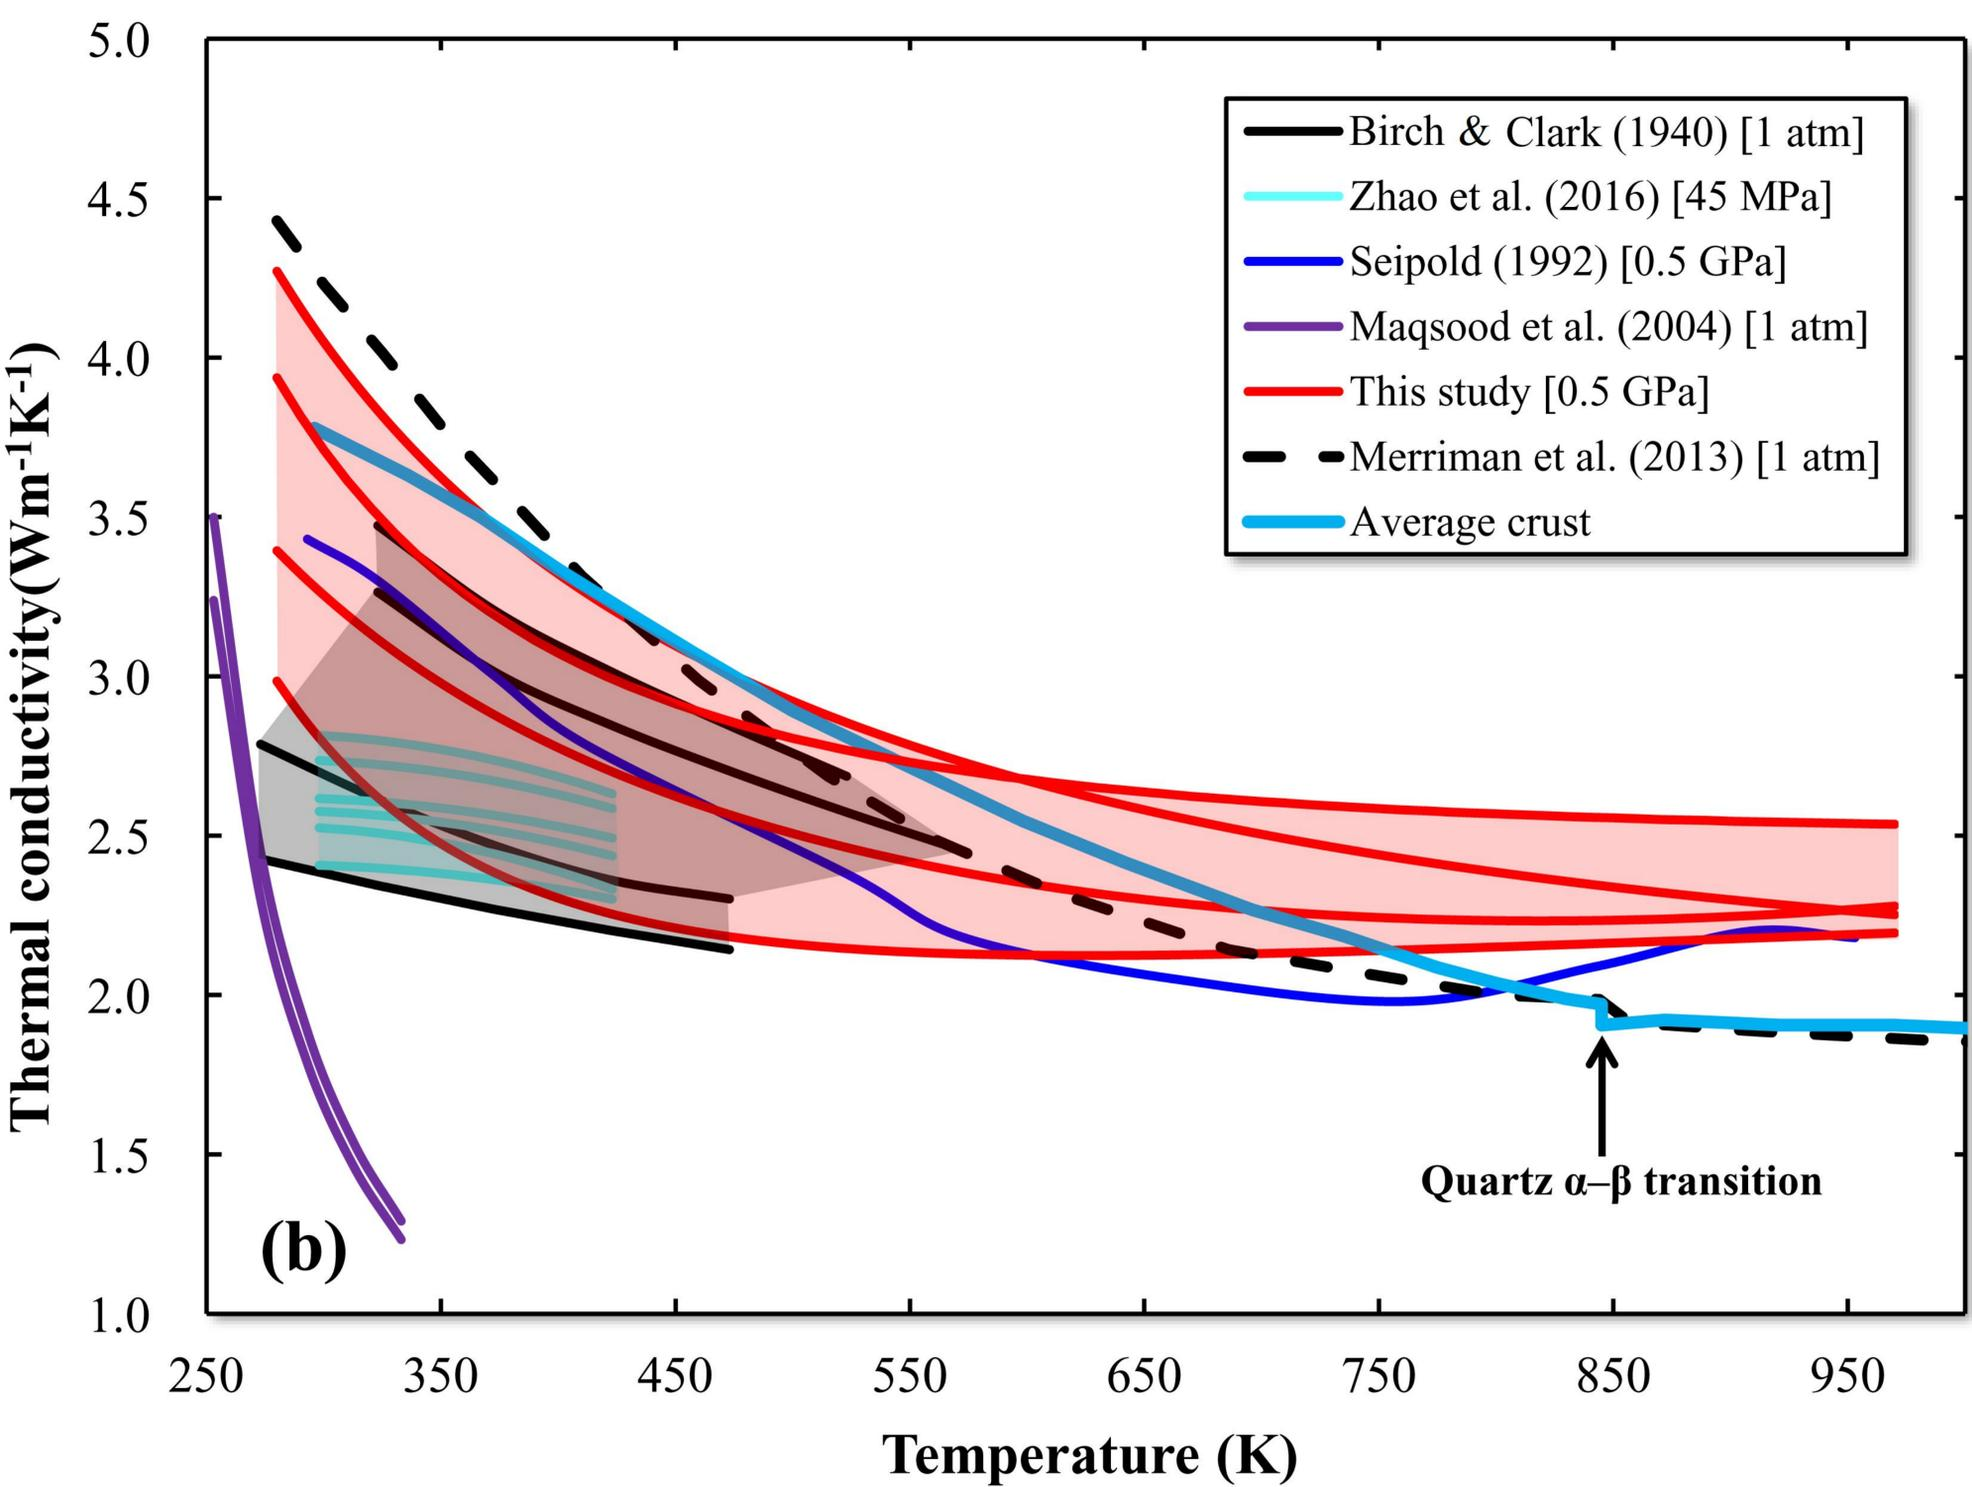 5.0
4.5
4.0
3.5
3.0
2.5
2.0
1.5
1.0
Thermal conductivity(Wm-1K-1)
Birch & Clark (1940) [1 atm]
Zhao et al. (2016) [45 MPa]
Seipold (1992) [0.5 GPa]
Maqsood et al. (2004) [1 atm]
This study [0.5 GPa]
Merriman et al. (2013) [1 atm]
Average crust
Quartz α–β transition
(b)
250 350 450 550 650 750 850 950
Temperature (K)